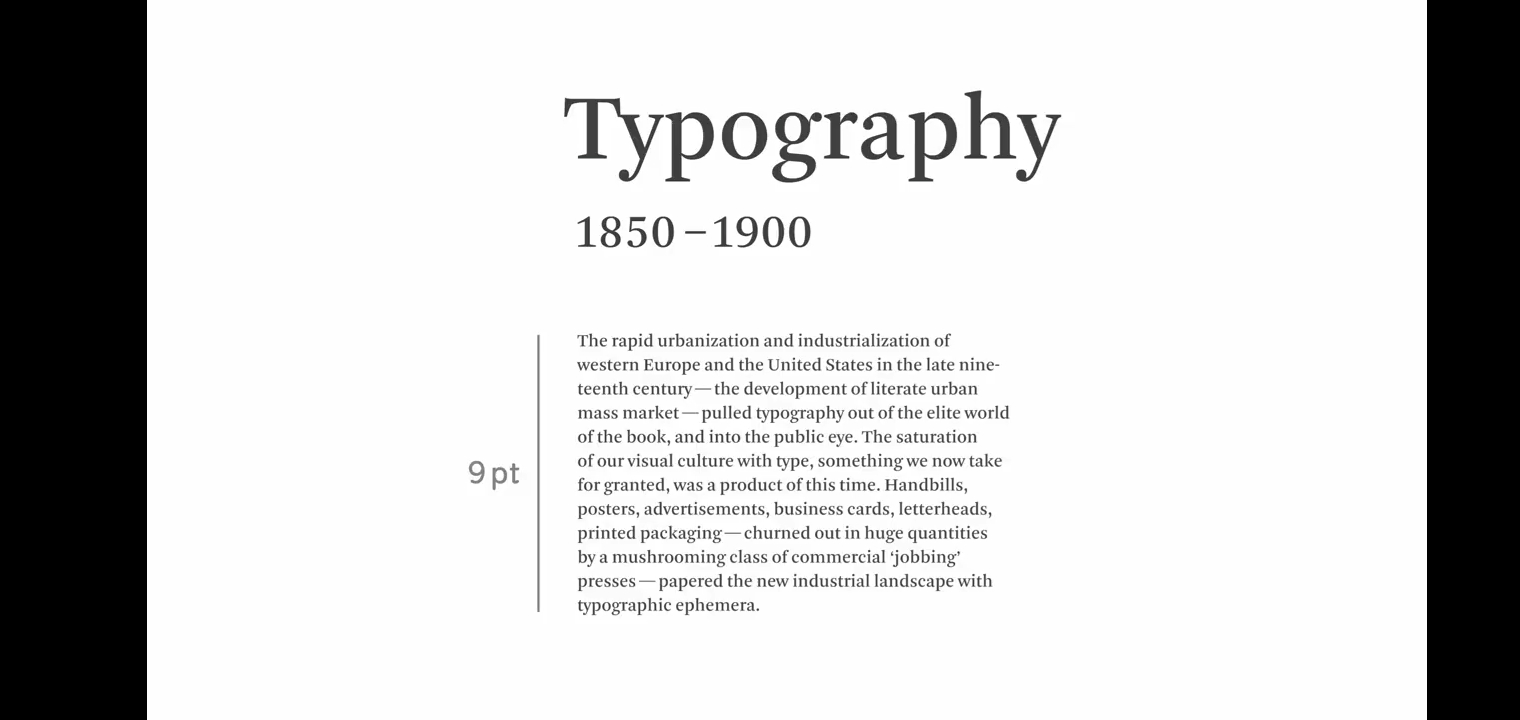 Typography
1850 – 1900
The rapid urbanization and industrialization of
western Europe and the United States in the late nine-
teenth century — the development of literate urban
mass market — pulled typography out of the elite world
of the book, and into the public eye. The saturation
of our visual culture with type, something we now take
for granted, was a product of this time. Handbills,
posters, advertisements, business cards, letterheads,
printed packaging — churned out in huge quantities
by a mushrooming class of commercial ‘jobbing’
presses — papered the new industrial landscape with
typographic ephemera.
9 pt